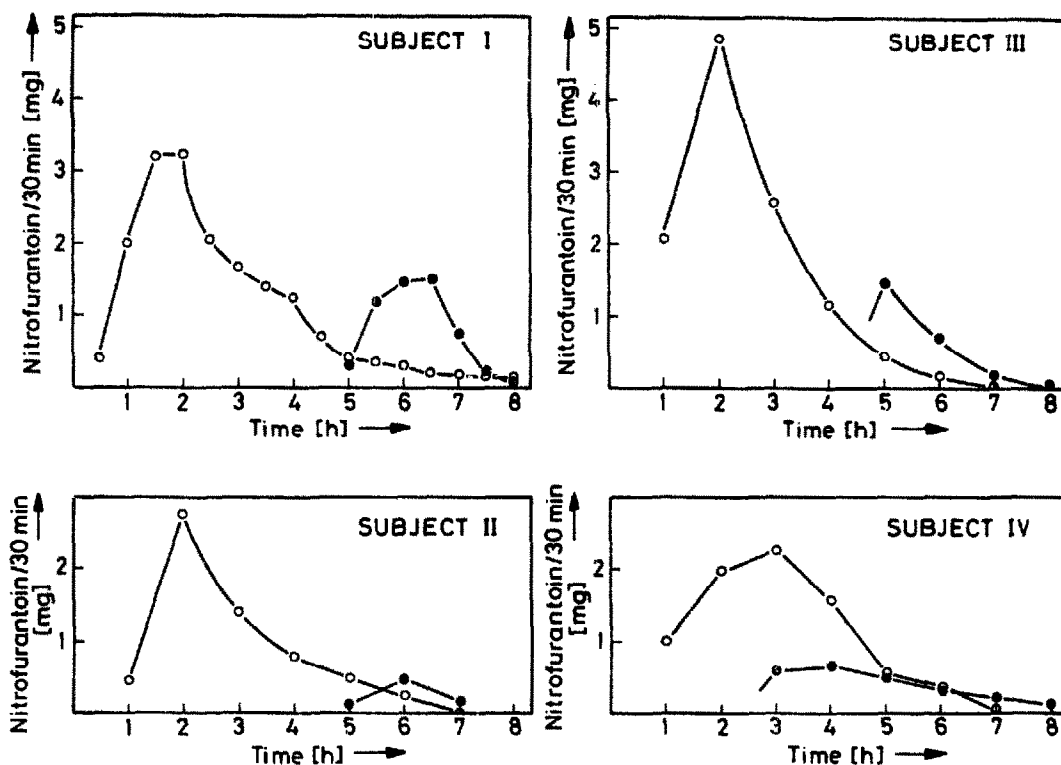 SUBJECT I
Nitrofurantoin/30min [mg]
5
4
3
2
1
1 2 3 4 5 6 7 8
Time [h]
SUBJECT III
Nitrofurantoin/30min [mg]
5
4
3
2
1
1 2 3 4 5 6 7 8
Time [h]
SUBJECT II
Nitrofurantoin/30 min
[mg]
2
1
1 2 3 4 5 6 7 8
Time [h]
SUBJECT IV
Nitrofurantoin/30 min
[mg]
2
1
1 2 3 4 5 6 7 8
Time [h]